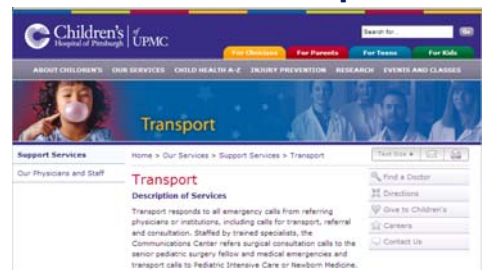 Children's of UPMC
Hospital of Pittsburgh
Search for...
Go
For Clinicians For Parents For Teens For Kids
ABOUT CHILDREN'S OUR SERVICES CHILD HEALTH A-Z INJURY PREVENTION RESEARCH EVENTS AND CLASSES
Transport
Support Services
Our Physicians and Staff
Home > Our Services > Support Services > Transport
Text Size
Transport
Description of Services
Transport responds to all emergency calls from referring
physicians or institutions, including calls for transport, referral
and consultation. Staffed by trained specialists, the
Communications Center refers surgical consultation calls to the
senior pediatric surgery fellow and medical emergencies and
transport calls to Pediatric Intensive Care or Newborn Medicine.
Find a Doctor
Directions
Give to Children's
Careers
Contact Us